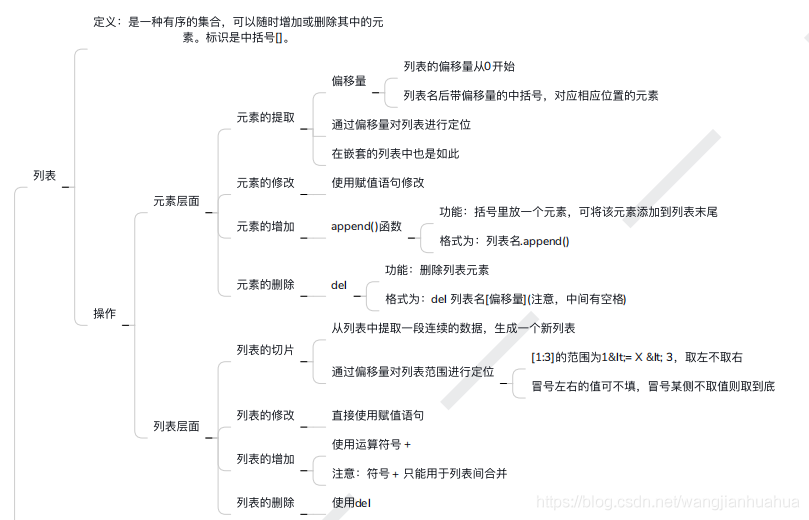 定义：是一种有序的集合，可以随时增加或删除其中的元
素。标识是中括号[]。
列表的偏移量从0开始
偏移量
列表名后带偏移量的中括号，对应相应位置的元素
元素的提取
通过偏移量对列表进行定位
在嵌套的列表中也是如此
列表
元素的修改
使用赋值语句修改
元素层面
功能：括号里放一个元素，可将该元素添加到列表末尾
元素的增加
append()函数
格式为：列表名.append()
功能：删除列表元素
元素的删除
del
格式为：del 列表名[偏移量](注意，中间有空格)
操作
从列表中提取一段连续的数据，生成一个新列表
列表的切片
[1:3]的范围为1&lt;= X &lt; 3，取左不取右
通过偏移量对列表范围进行定位
冒号左右的值可不填，冒号某侧不取值则取到底
列表的修改
直接使用赋值语句
列表层面
使用运算符号 +
列表的增加
注意：符号 + 只能用于列表间合并
列表的删除
使用del
https://blog.csdn.net/wangjianhuahua